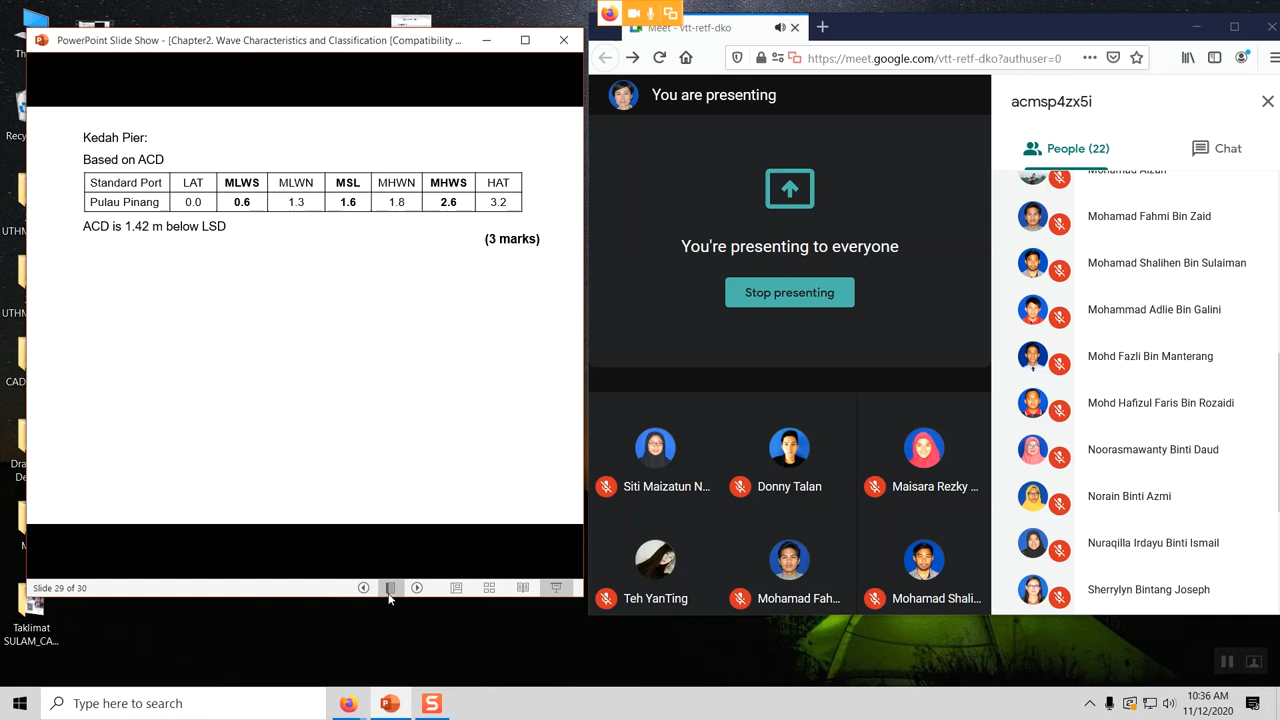 PowerPoint Slide Show - [Chapter2. Wave Characteristics and Classification [Compatibility ...
Kedah Pier:
Based on ACD
Standard Port LAT MLWS MLWN MSL MHWN MHWS HAT
Pulau Pinang 0.0 0.6 1.3 1.6 1.8 2.6 3.2
ACD is 1.42 m below LSD
(3 marks)
Slide 29 of 30
Meet - vtt-retf-dko
https://meet.google.com/vtt-retf-dko?authuser=0
You are presenting
You're presenting to everyone
Stop presenting
Siti Maizatun N...
Donny Talan
Maisara Rezky ...
Teh YanTing
Mohamad Fah...
Mohamad Shali...
acmsp4zx5i
People (22)
Chat
Mohamad Fahmi Bin Zaid
Mohamad Shalihen Bin Sulaiman
Mohammad Adlie Bin Galini
Mohd Fazli Bin Manterang
Mohd Hafizul Faris Bin Rozaidi
Noorasmawanty Binti Daud
Norain Binti Azmi
Nuraqilla Irdayu Binti Ismail
Sherrylyn Bintang Joseph
Taklimat
SULAM_CA...
Type here to search
10:36 AM
11/12/2020